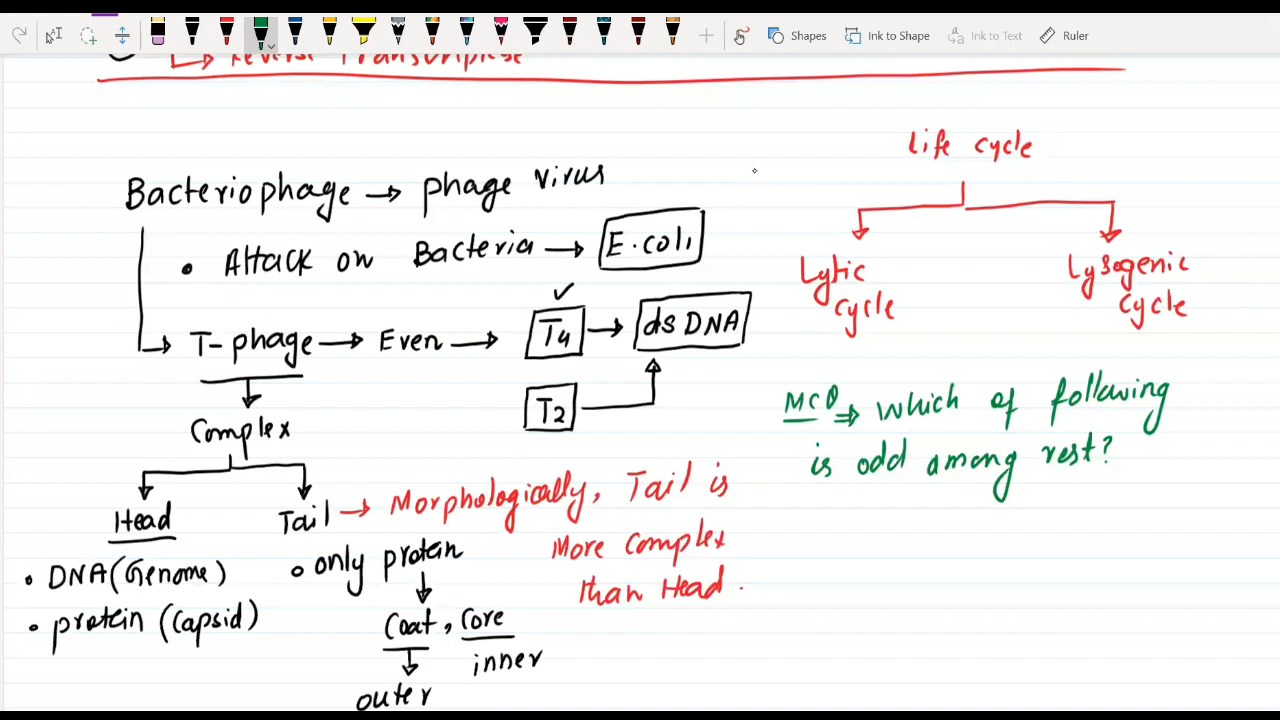 Shapes
Ink to Shape
Ink to Text
Ruler
Reverse Transcriptase
Bacteriophage → phage virus
• Attack on Bacteria → E.coli
T-phage → Even → T4 → ds DNA
T2
Complex
Head
Tail → Morphologically, Tail is
More Complex
than Head.
• DNA (Genome)
• protein (capsid)
• only protein
Coat, Core
inner
outer
Life cycle
Lytic
cycle
Lysogenic
cycle
MCQ ⇒ which of following
is odd among rest?